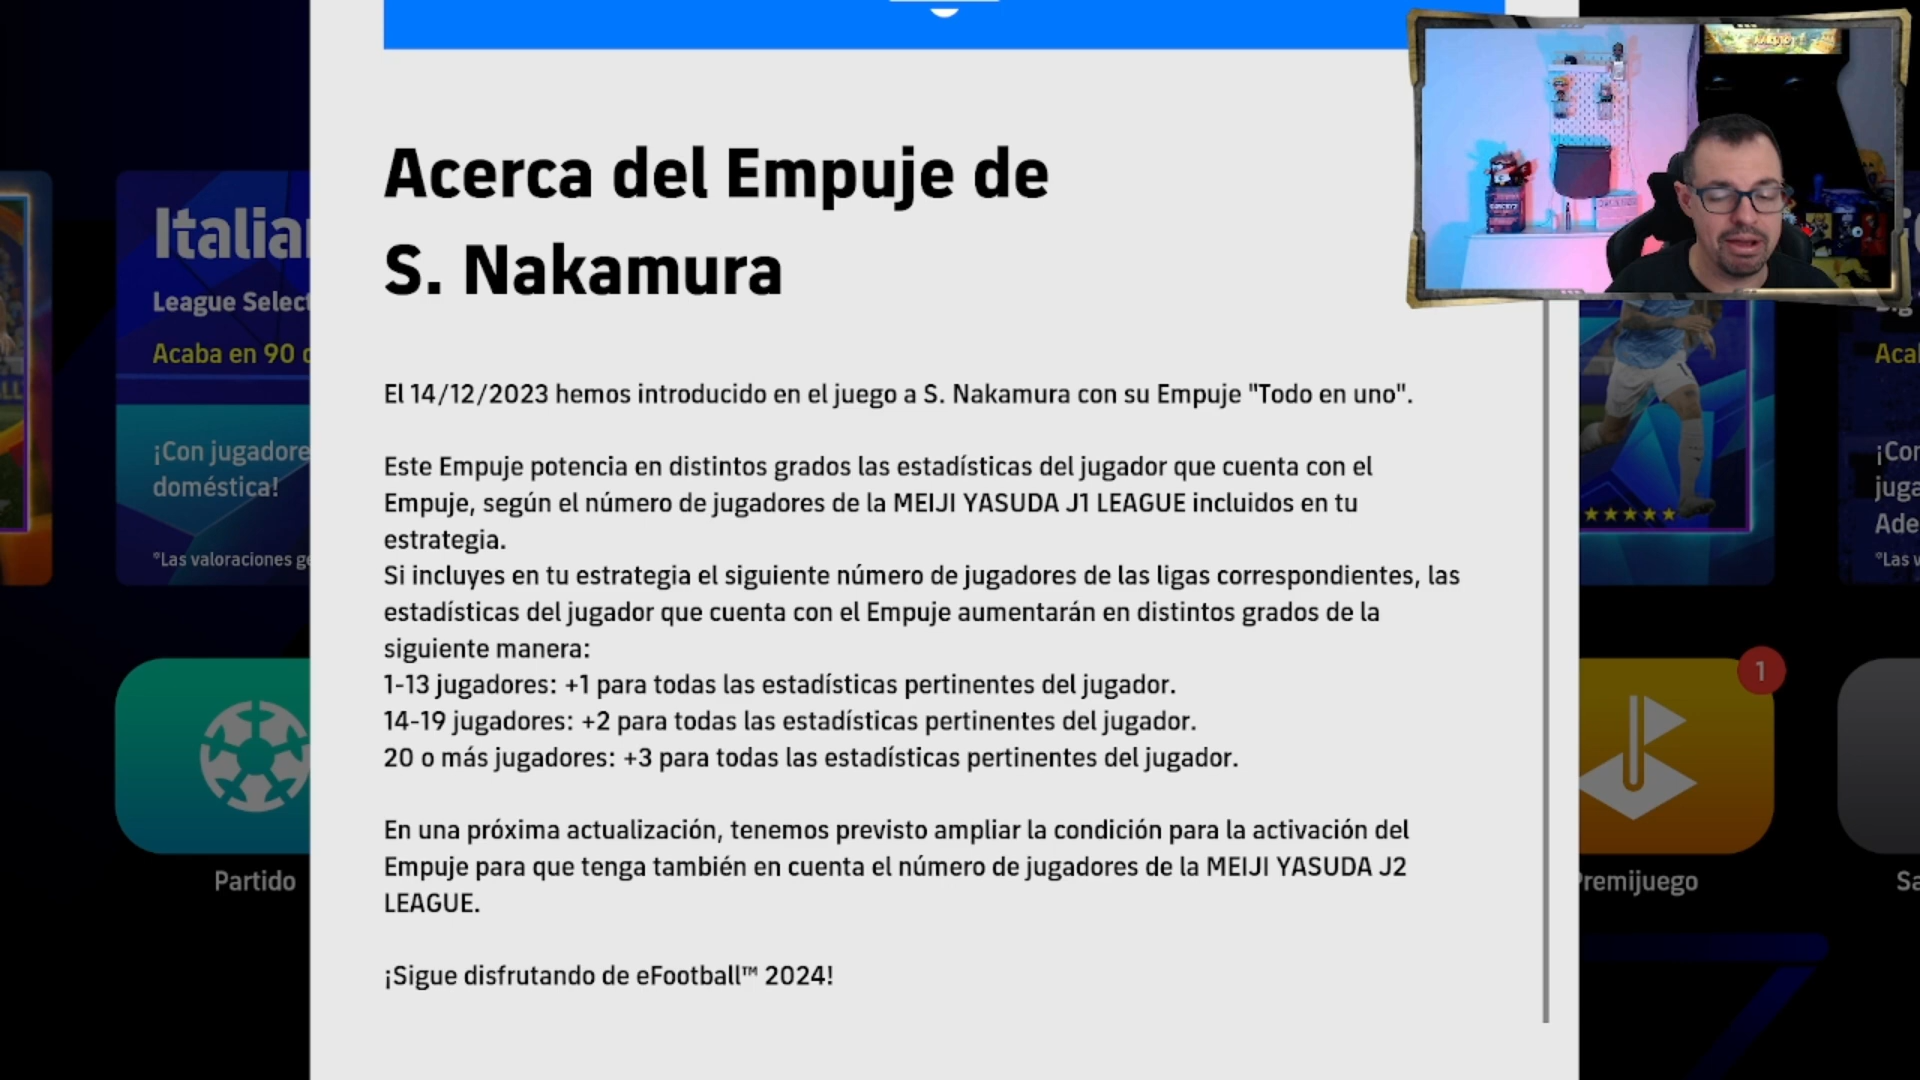 Acerca del Empuje de
S. Nakamura
El 14/12/2023 hemos introducido en el juego a S. Nakamura con su Empuje "Todo en uno".
Este Empuje potencia en distintos grados las estadísticas del jugador que cuenta con el
Empuje, según el número de jugadores de la MEIJI YASUDA J1 LEAGUE incluidos en tu
estrategia.
Si incluyes en tu estrategia el siguiente número de jugadores de las ligas correspondientes, las
estadísticas del jugador que cuenta con el Empuje aumentarán en distintos grados de la
siguiente manera:
1-13 jugadores: +1 para todas las estadísticas pertinentes del jugador.
14-19 jugadores: +2 para todas las estadísticas pertinentes del jugador.
20 o más jugadores: +3 para todas las estadísticas pertinentes del jugador.
En una próxima actualización, tenemos previsto ampliar la condición para la activación del
Empuje para que tenga también en cuenta el número de jugadores de la MEIJI YASUDA J2
LEAGUE.
¡Sigue disfrutando de eFootball™ 2024!
Italia
League Select
Acaba en 90
¡Con jugadore
doméstica!
*Las valoraciones ge
Partido
1
Premijuego
Aca
¡Con
juga
Ade
*Las v
Sa